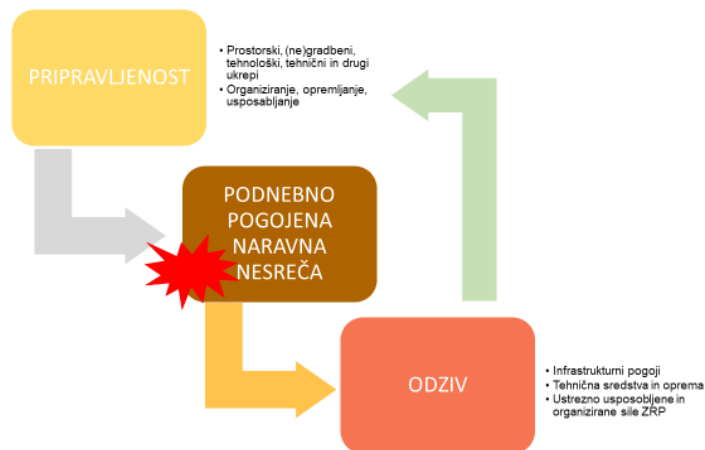 PRIPRAVLJENOST
• Prostorski, (ne)gradbeni,
tehnološki, tehnični in drugi
ukrepi
• Organiziranje, opremljanje,
usposabljanje
PODNEBNO
POGOJENA
NARAVNA
NESREČA
ODZIV
• Infrastrukturni pogoji
• Tehnična sredstva in oprema
• Ustrezno usposobljene in
organizirane sile ZRP